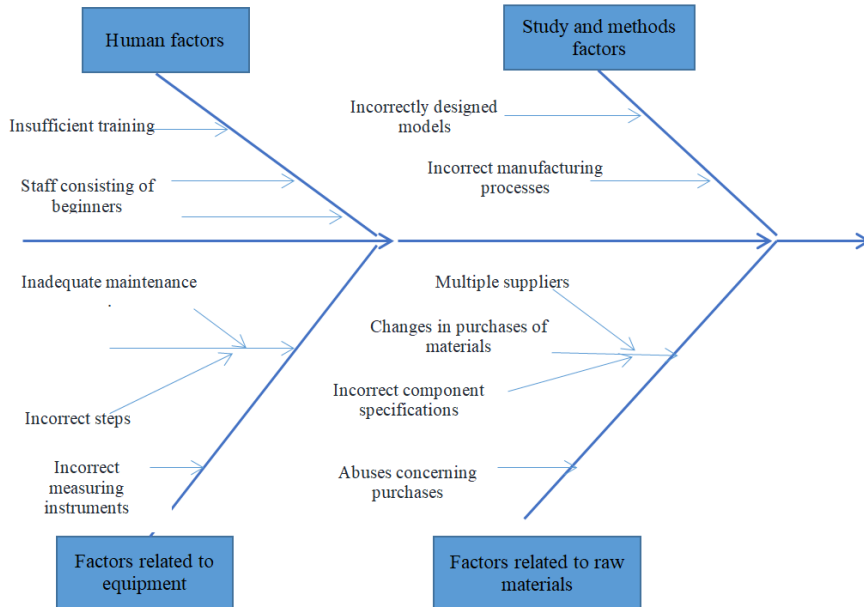 Human factors
Study and methods
factors
Insufficient training
Incorrectly designed
models
Staff consisting of
beginners
Incorrect manufacturing
processes
Inadequate maintenance
.
Multiple suppliers
Changes in purchases of
materials
Incorrect component
specifications
Incorrect steps
Incorrect
measuring
instruments
Abuses concerning
purchases
Factors related to
equipment
Factors related to raw
materials